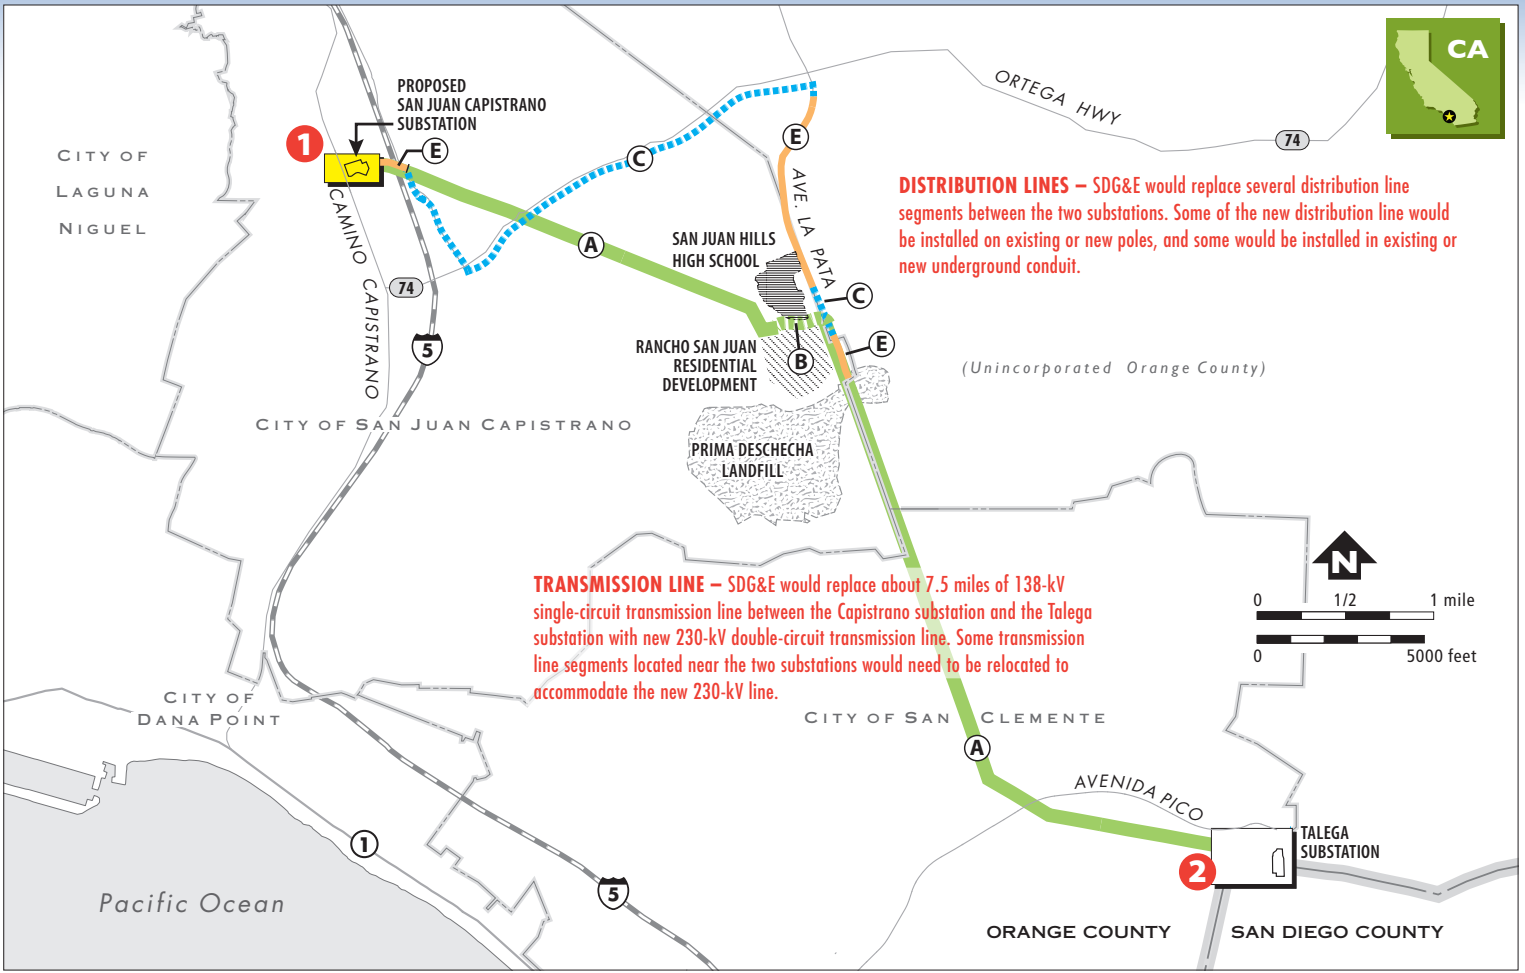 CA
ORTEGA HWY
74
PROPOSED
SAN JUAN CAPISTRANO
SUBSTATION
1
E
C
E
CITY OF
LAGUNA
NIGUEL
AVE. LA PATA
DISTRIBUTION LINES – SDG&E would replace several distribution line
segments between the two substations. Some of the new distribution line would
be installed on existing or new poles, and some would be installed in existing or
new underground conduit.
CAMINO CAPISTRANO
A
SAN JUAN HILLS
HIGH SCHOOL
74
C
5
RANCHO SAN JUAN
RESIDENTIAL
DEVELOPMENT
B
E
(Unincorporated Orange County)
CITY OF SAN JUAN CAPISTRANO
PRIMA DESCHECHA
LANDFILL
N
TRANSMISSION LINE – SDG&E would replace about 7.5 miles of 138-kV
single-circuit transmission line between the Capistrano substation and the Talega
substation with new 230-kV double-circuit transmission line. Some transmission
line segments located near the two substations would need to be relocated to
accommodate the new 230-kV line.
0 1/2 1 mile
0 5000 feet
CITY OF
DANA POINT
CITY OF SAN CLEMENTE
A
AVENIDA PICO
TALEGA
SUBSTATION
1
2
5
Pacific Ocean
ORANGE COUNTY
SAN DIEGO COUNTY